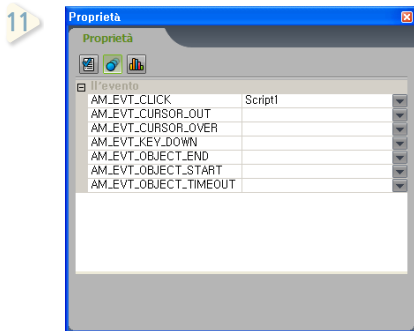 11
Proprietà
Proprietà
Il'evento
AM_EVT_CLICK Script1
AM_EVT_CURSOR_OUT
AM_EVT_CURSOR_OVER
AM_EVT_KEY_DOWN
AM_EVT_OBJECT_END
AM_EVT_OBJECT_START
AM_EVT_OBJECT_TIMEOUT